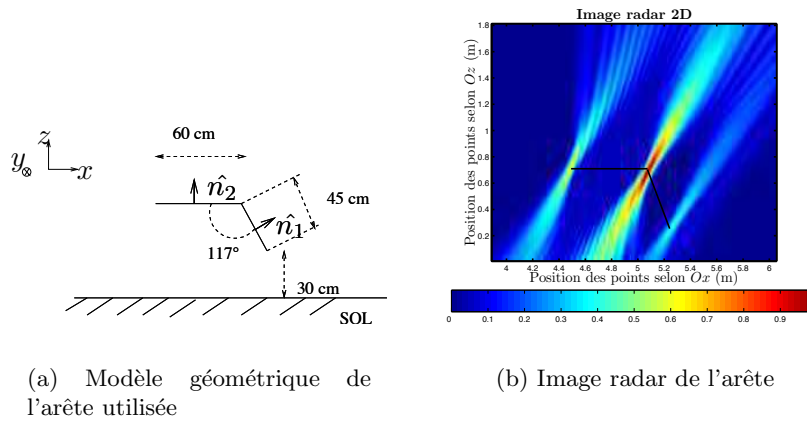 60 cm
z
y
x
n̂₂
n̂₁
45 cm
117°
30 cm
SOL
(a) Modèle géométrique de
l'arête utilisée
Image radar 2D
Position des points selon Oz (m)
1.8
1.6
1.4
1.2
1
0.8
0.6
0.4
0.2
4 4.2 4.4 4.6 4.8 5 5.2 5.4 5.6 5.8 6
Position des points selon Ox (m)
0 0.1 0.2 0.3 0.4 0.5 0.6 0.7 0.8 0.9
(b) Image radar de l'arête